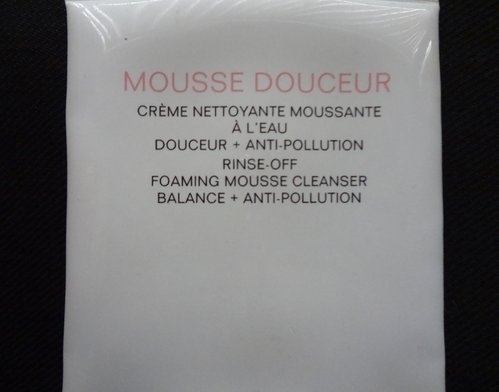 MOUSSE DOUCEUR
CRÈME NETTOYANTE MOUSSANTE
À L'EAU
DOUCEUR + ANTI-POLLUTION
RINSE-OFF
FOAMING MOUSSE CLEANSER
BALANCE + ANTI-POLLUTION